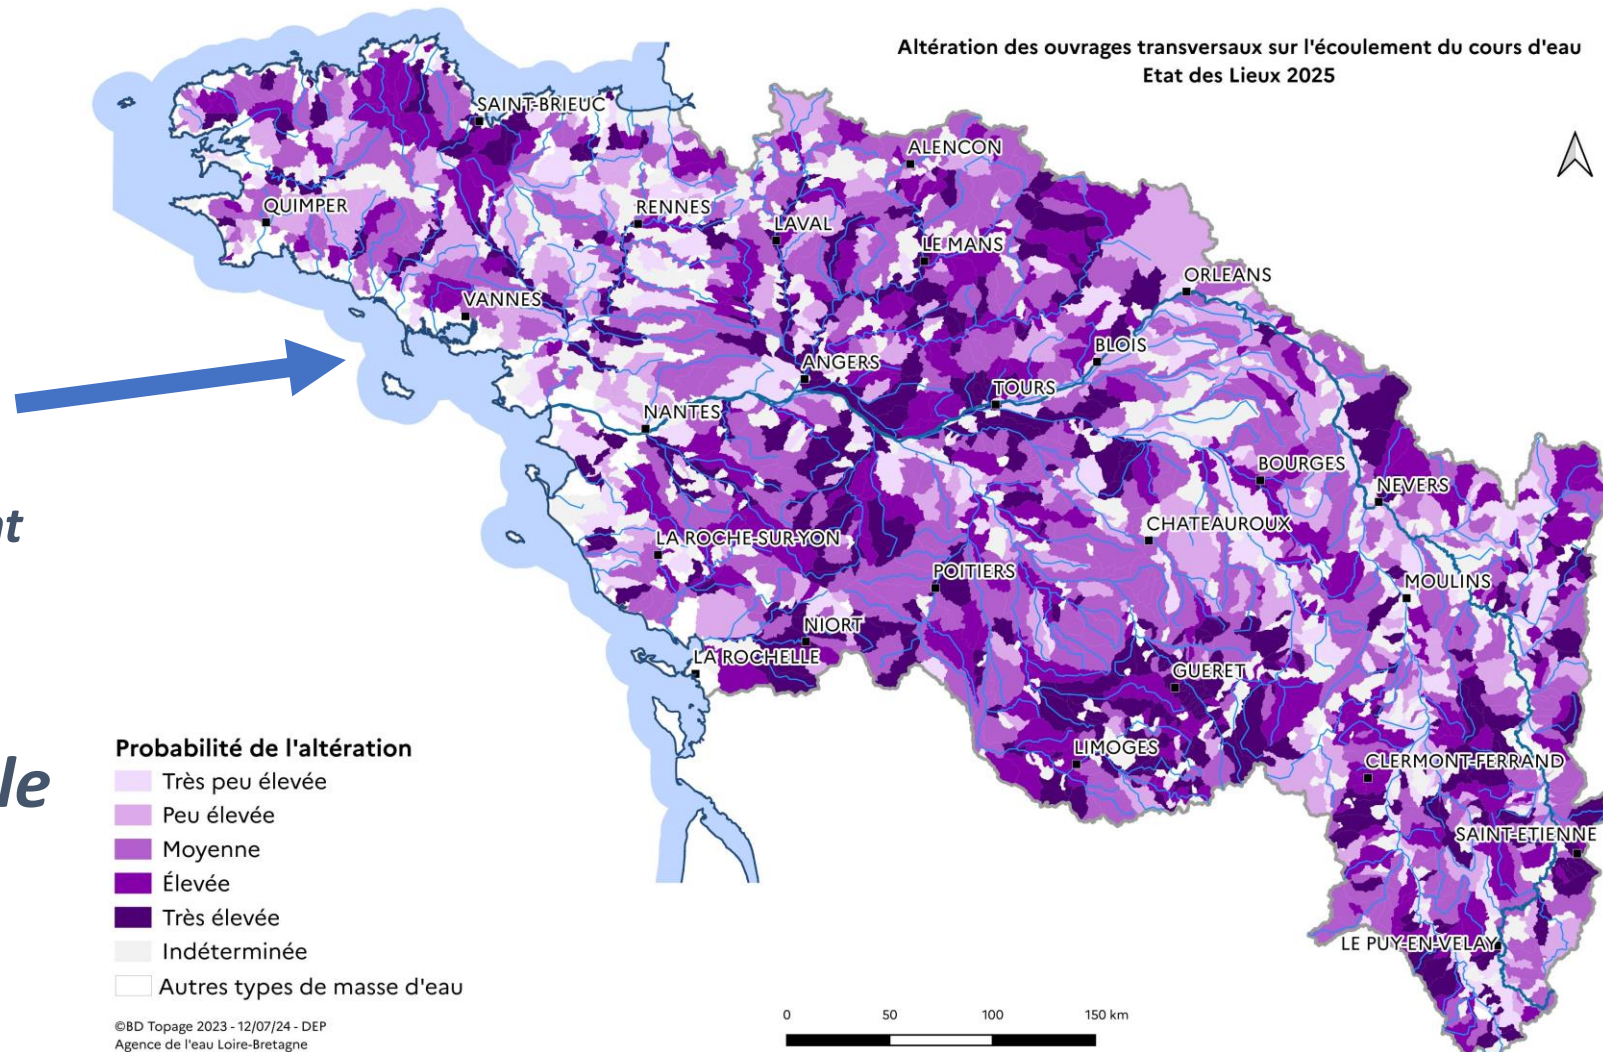 Altération des ouvrages transversaux sur l'écoulement du cours d'eau
Etat des Lieux 2025
SAINT-BRIEUC
ALENCON
QUIMPER
RENNES
LAVAL
LE MANS
ORLEANS
VANNES
BLOIS
ANGERS
TOURS
NANTES
BOURGES
NEVERS
nt
CHATEAUROUX
LA ROCHE-SUR-YON
POITIERS
MOULINS
NIORT
LA ROCHELLE
GUERET
LIMOGES
CLERMONT-FERRAND
le
SAINT-ETIENNE
LE PUY-EN-VELAY
Probabilité de l'altération
Très peu élevée
Peu élevée
Moyenne
Élevée
Très élevée
Indéterminée
Autres types de masse d'eau
©BD Topage 2023 - 12/07/24 - DEP
Agence de l'eau Loire-Bretagne
0 50 100 150 km